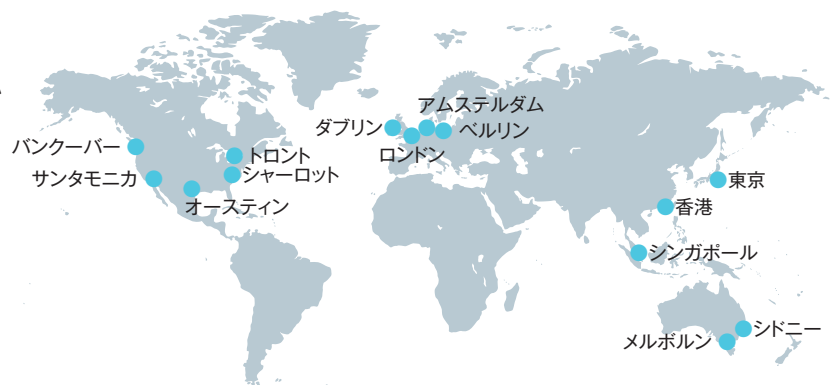 アムステルダム
ダブリン
ベルリン
ロンドン
バンクーバー
トロント
サンタモニカ
シャーロット
オースティン
東京
香港
シンガポール
シドニー
メルボルン